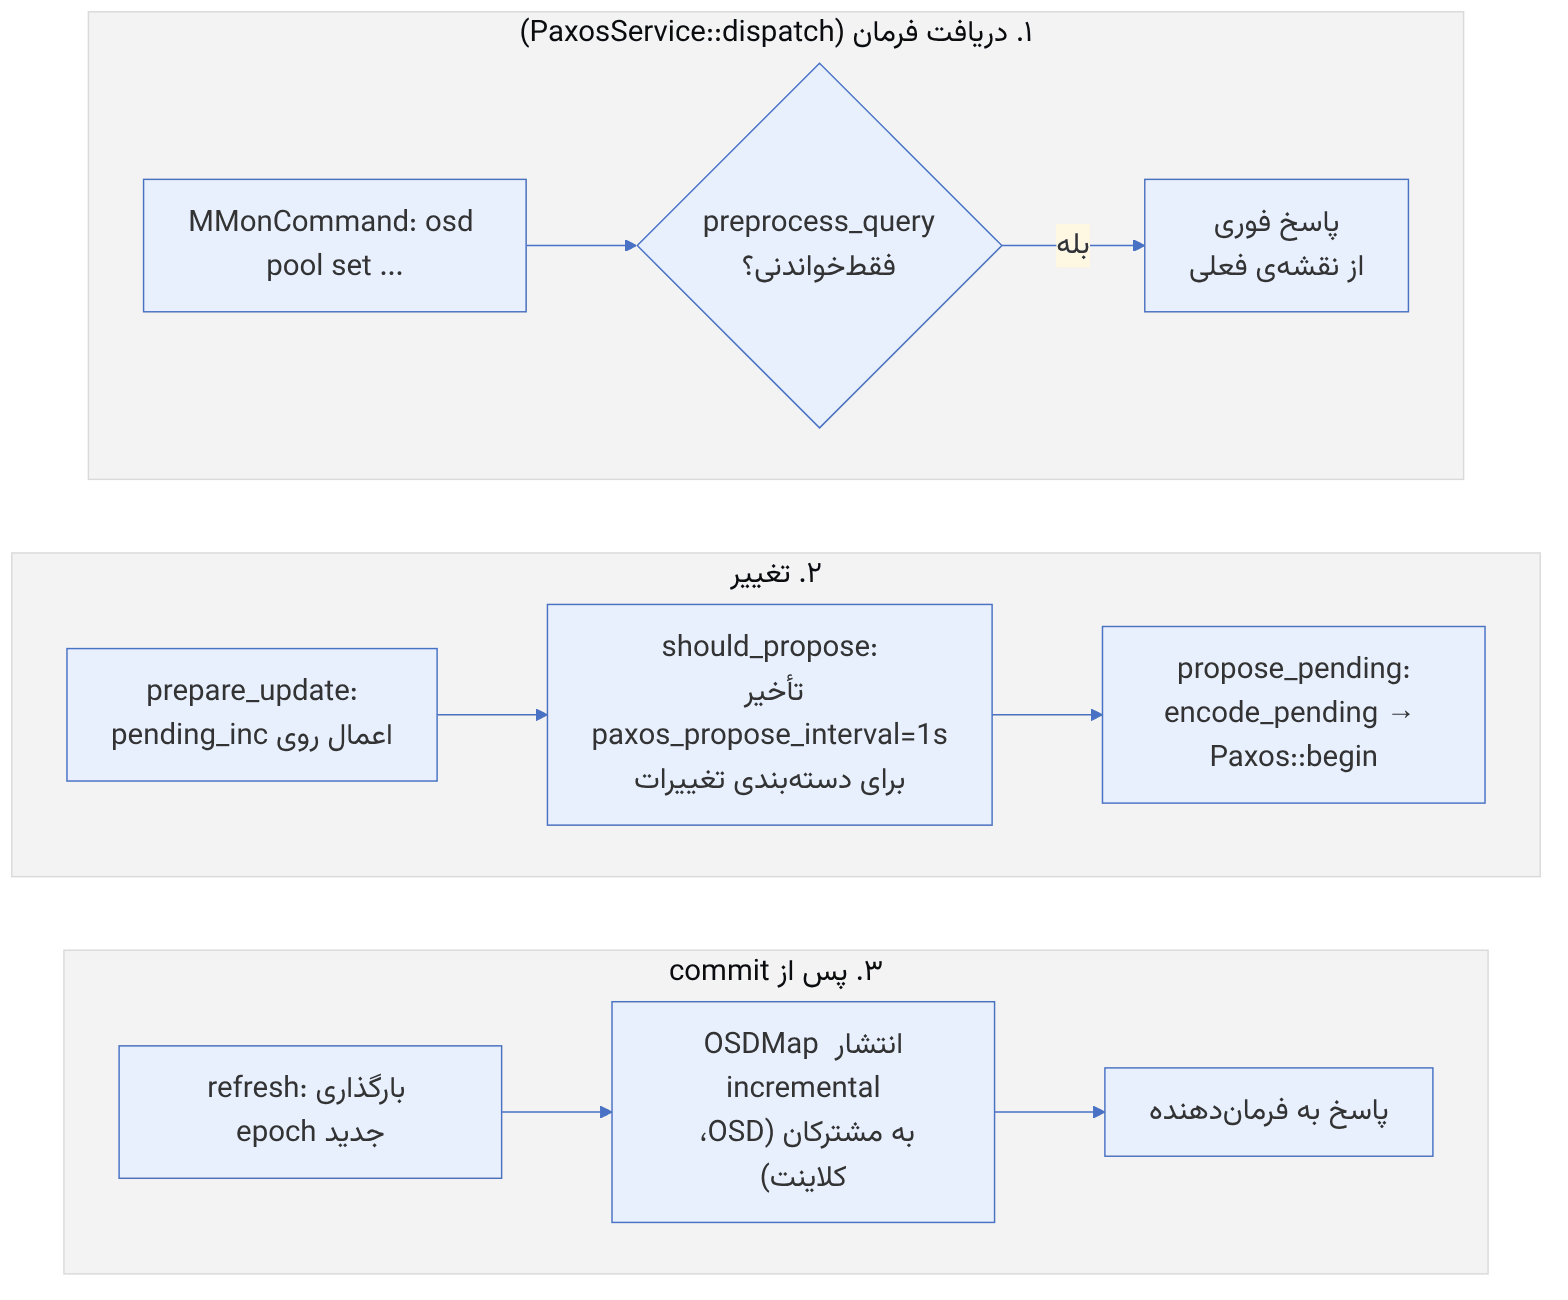 ۱. دریافت فرمان (PaxosService::dispatch)
MMonCommand: osd
pool set ...
preprocess_query
فقط‌خواندنی؟
بله
پاسخ فوری
از نقشه‌ی فعلی
۲. تغییر
prepare_update:
اعمال روی pending_inc
should_propose:
تأخیر
paxos_propose_interval=1s
برای دسته‌بندی تغییرات
propose_pending:
encode_pending →
Paxos::begin
۳. پس از commit
refresh: بارگذاری
epoch جدید
انتشار OSDMap
incremental
به مشترکان (OSD،
کلاینت)
پاسخ به فرمان‌دهنده